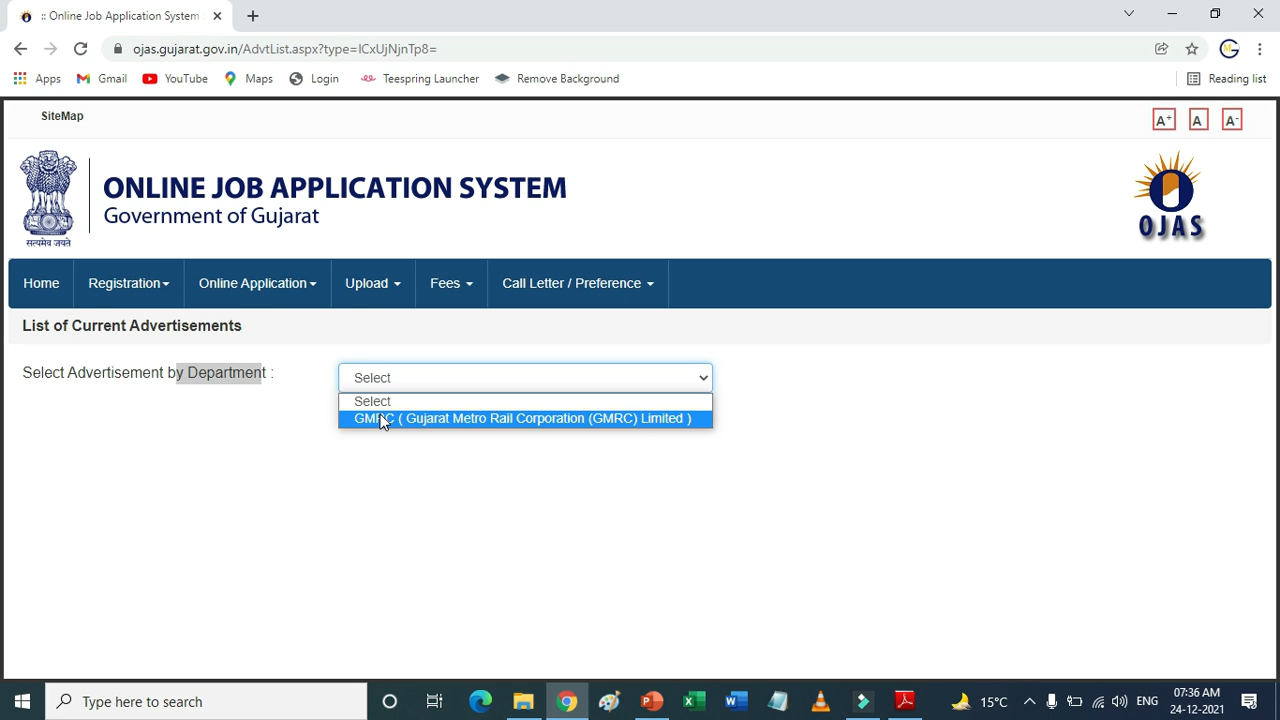 :: Online Job Application System
ojas.gujarat.gov.in/AdvtList.aspx?type=lCxUjNjnTp8=
Apps Gmail YouTube Maps Login Teespring Launcher Remove Background Reading list
SiteMap
A+ A A-
ONLINE JOB APPLICATION SYSTEM
Government of Gujarat
सत्यमेव जयते
OJAS
Home Registration Online Application Upload Fees Call Letter / Preference
List of Current Advertisements
Select Advertisement by Department :
Select
Select
GMRC ( Gujarat Metro Rail Corporation (GMRC) Limited )
Type here to search
15°C
ENG
07:36 AM
24-12-2021